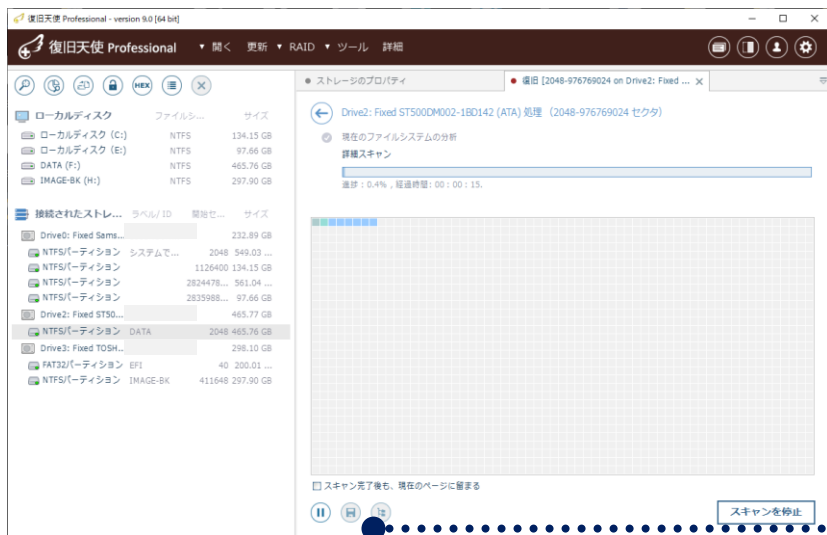 復旧天使 Professional - version 9.0 [64 bit]
復旧天使 Professional ▼ 開く 更新 ▼ RAID ▼ ツール 詳細
HEX
ストレージのプロパティ
復旧 [2048-976769024 on Drive2: Fixed ...
ローカルディスク ファイルシ... サイズ
ローカルディスク (C:) NTFS 134.15 GB
ローカルディスク (E:) NTFS 97.66 GB
DATA (F:) NTFS 465.76 GB
IMAGE-BK (H:) NTFS 297.90 GB
接続されたストレ... ラベル/ ID 開始セ... サイズ
Drive0: Fixed Sams... 232.89 GB
NTFSパーティション システムで... 2048 549.03 ...
NTFSパーティション 1126400 134.15 GB
NTFSパーティション 2824478... 561.04 ...
NTFSパーティション 2835988... 97.66 GB
Drive2: Fixed ST50... 465.77 GB
NTFSパーティション DATA 2048 465.76 GB
Drive3: Fixed TOSH... 298.10 GB
FAT32パーティション EFI 40 200.01 ...
NTFSパーティション IMAGE-BK 411648 297.90 GB
Drive2: Fixed ST500DM002-1BD142 (ATA) 処理 (2048-976769024 セクタ)
現在のファイルシステムの分析
詳細スキャン
進捗 : 0.4% , 経過時間: 00 : 00 : 15.
スキャン完了後も、現在のページに留まる
スキャンを停止